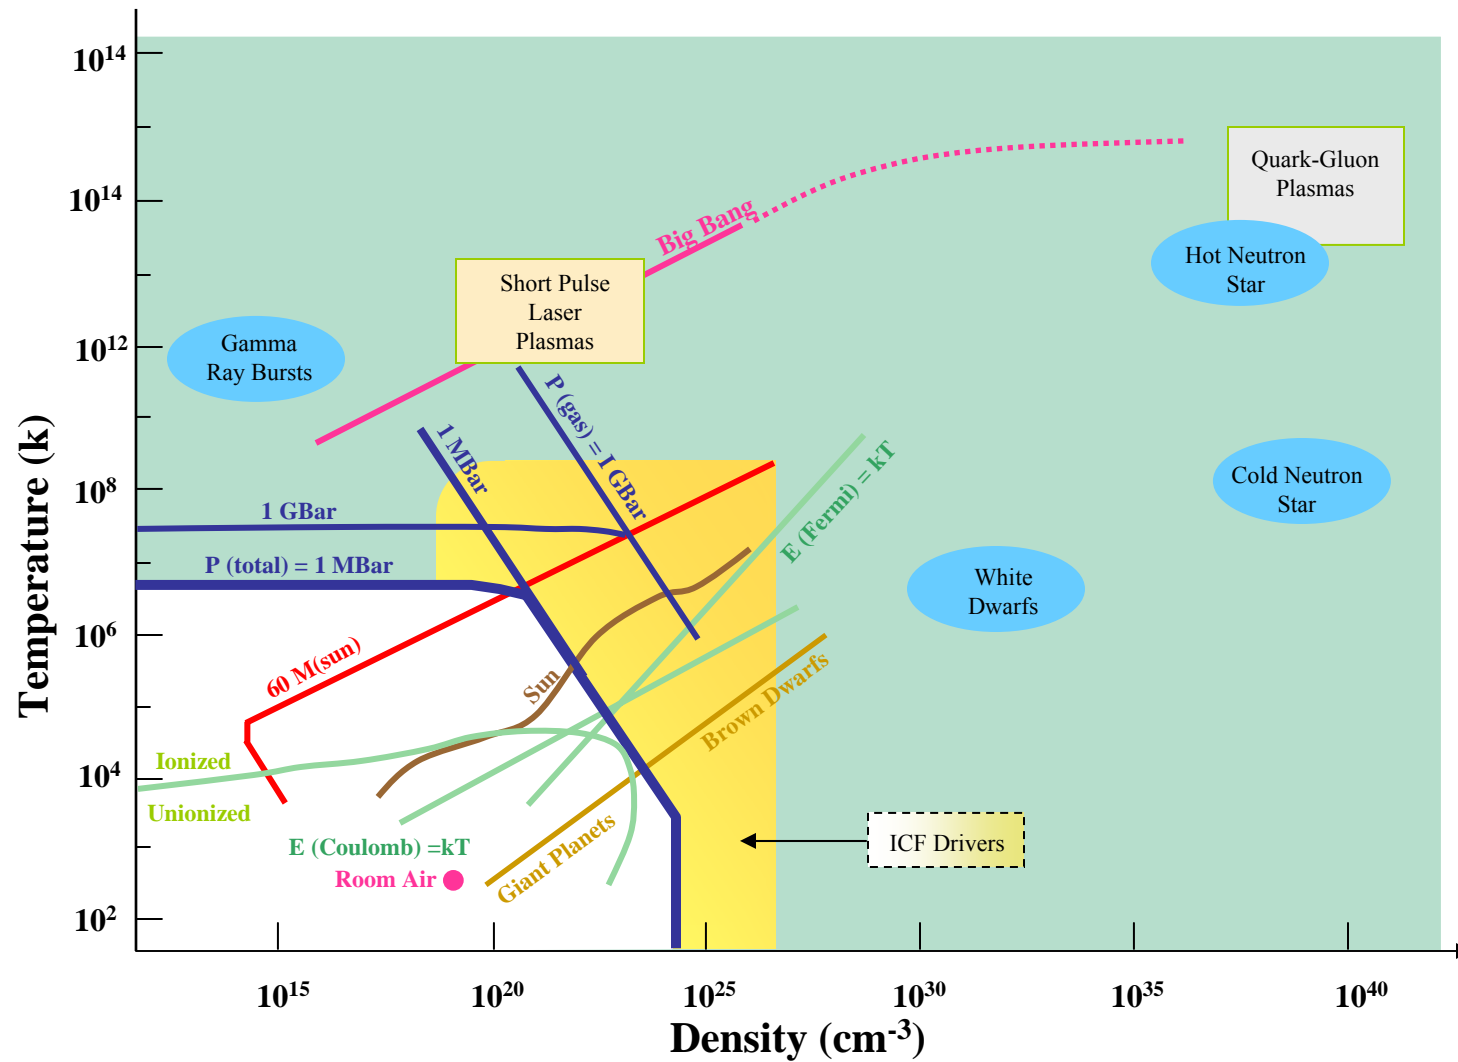 10¹⁴
10¹⁴
10¹²
10⁸
10⁶
10⁴
10²
Temperature (k)
Quark-Gluon
Plasmas
Big Bang
Hot Neutron
Star
Short Pulse
Laser
Plasmas
Gamma
Ray Bursts
P (gas) = I GBar
1 MBar
E (Fermi) = kT
Cold Neutron
Star
1 GBar
P (total) = 1 MBar
White
Dwarfs
60 M(sun)
Sun
Brown Dwarfs
Ionized
Unionized
E (Coulomb) =kT
Room Air
Giant Planets
ICF Drivers
10¹⁵
10²⁰
10²⁵
10³⁰
10³⁵
10⁴⁰
Density (cm⁻³)